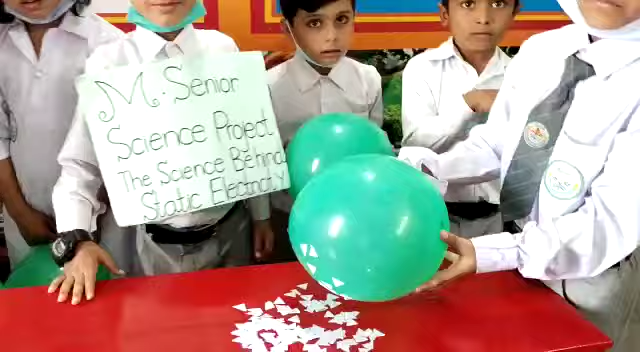 M. Senior
Science Project
The Science Behind
Static Electricity